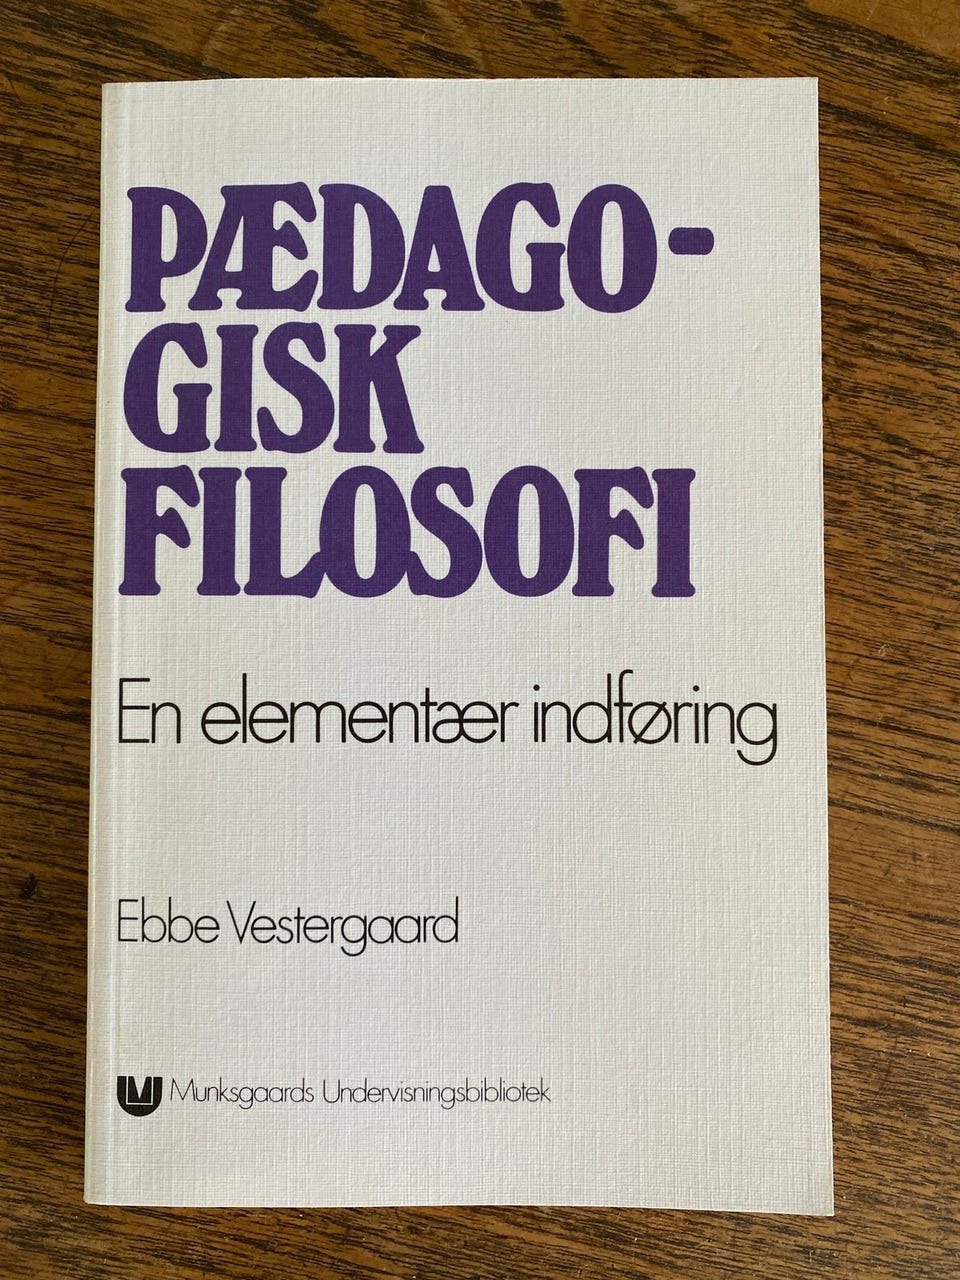 PÆDAGO-
GISK
FILOSOFI
En elementær indføring
Ebbe Vestergaard
Munksgaards Undervisningsbibliotek